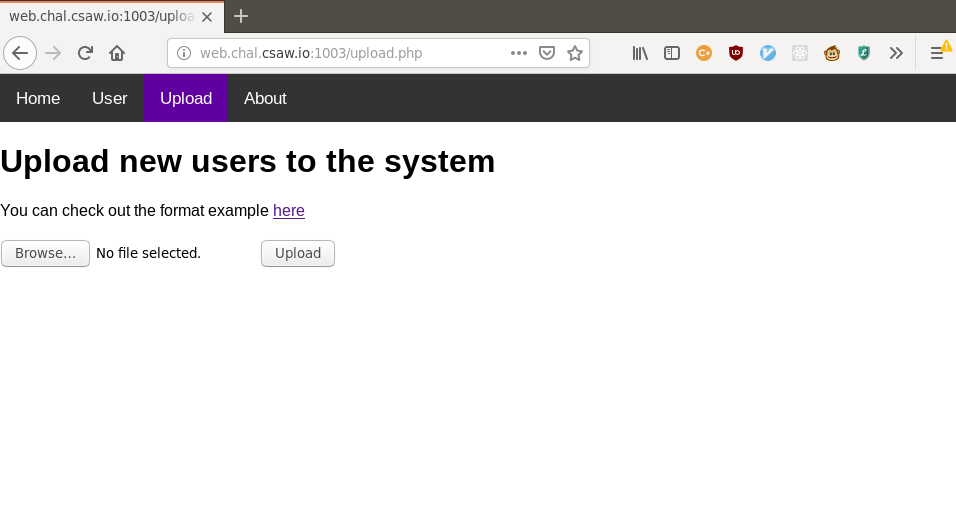 web.chal.csaw.io:1003/uploa
web.chal.csaw.io:1003/upload.php
Home User Upload About
Upload new users to the system
You can check out the format example here
Browse... No file selected. Upload